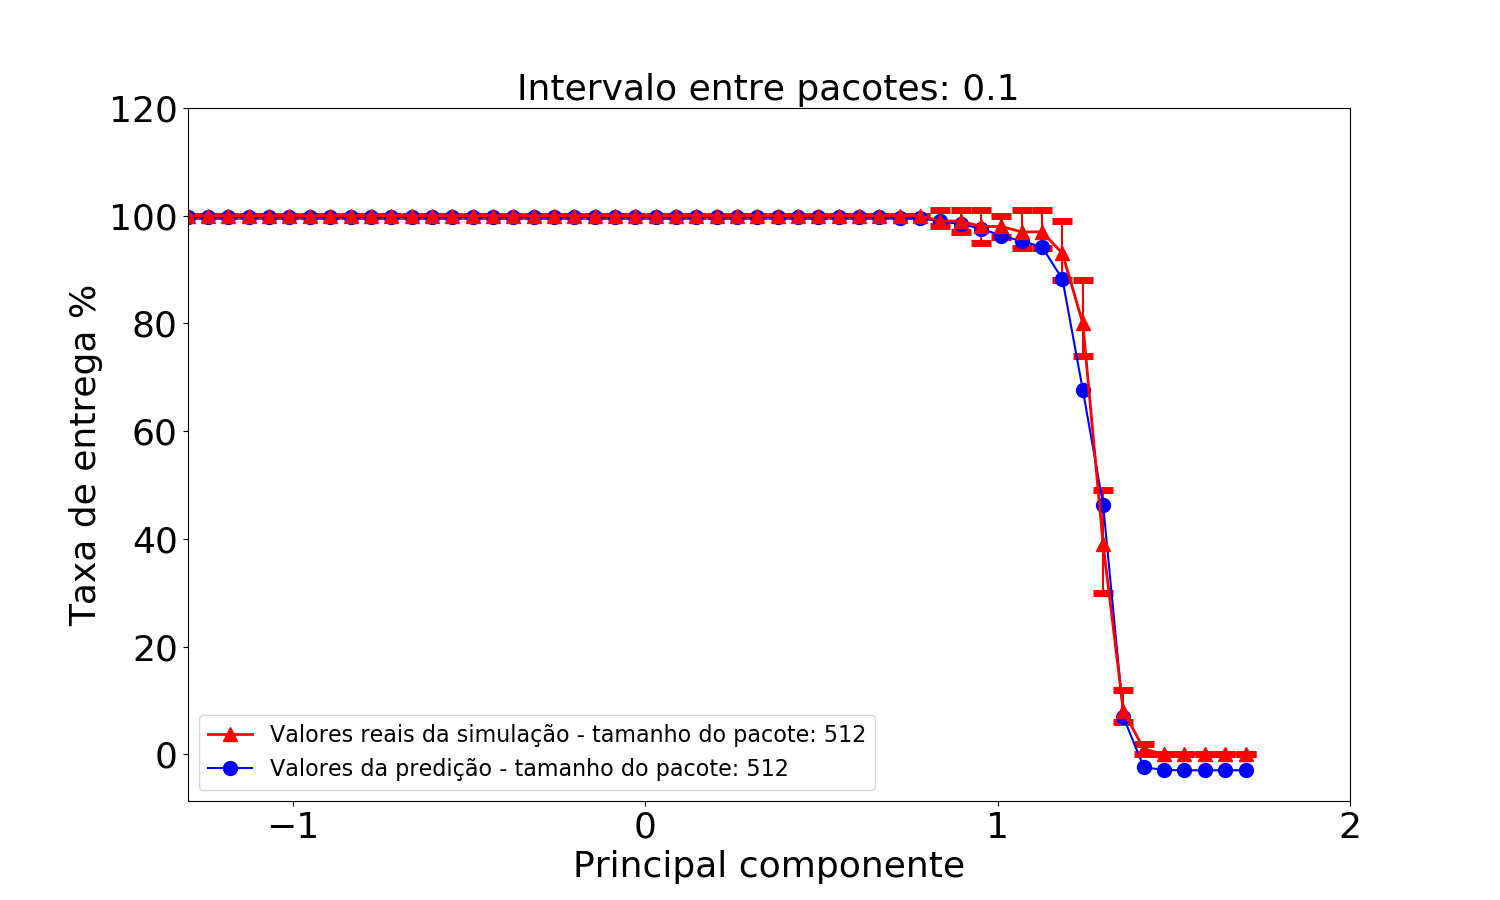 Intervalo entre pacotes: 0.1
120
100
80
60
40
20
0
Taxa de entrega %
Valores reais da simulação - tamanho do pacote: 512
Valores da predição - tamanho do pacote: 512
−1
0
1
2
Principal componente